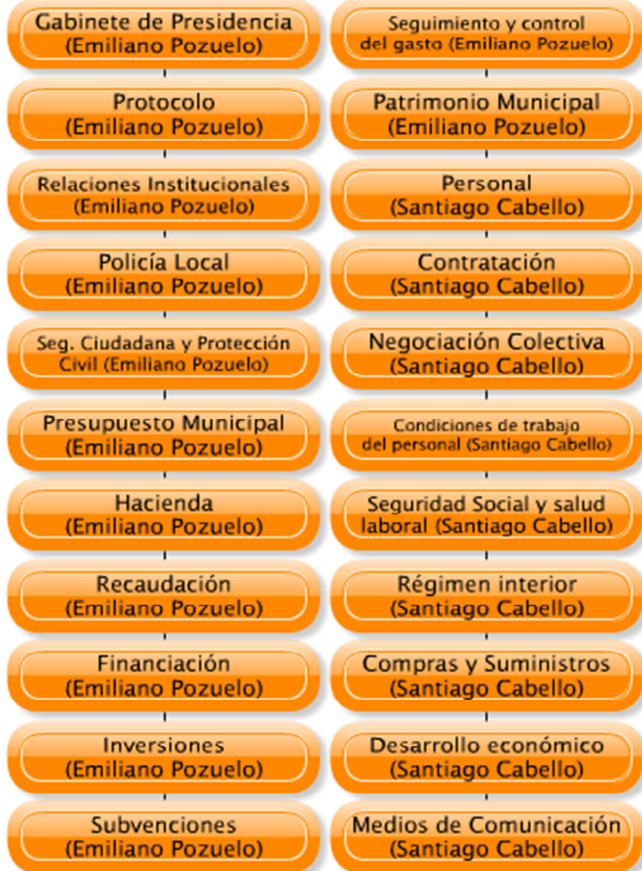 Gabinete de Presidencia
(Emiliano Pozuelo)
Protocolo
(Emiliano Pozuelo)
Relaciones Institucionales
(Emiliano Pozuelo)
Policía Local
(Emiliano Pozuelo)
Seg. Ciudadana y Protección
Civil (Emiliano Pozuelo)
Presupuesto Municipal
(Emiliano Pozuelo)
Hacienda
(Emiliano Pozuelo)
Recaudación
(Emiliano Pozuelo)
Financiación
(Emiliano Pozuelo)
Inversiones
(Emiliano Pozuelo)
Subvenciones
(Emiliano Pozuelo)
Seguimiento y control
del gasto (Emiliano Pozuelo)
Patrimonio Municipal
(Emiliano Pozuelo)
Personal
(Santiago Cabello)
Contratación
(Santiago Cabello)
Negociación Colectiva
(Santiago Cabello)
Condiciones de trabajo
del personal (Santiago Cabello)
Seguridad Social y salud
laboral (Santiago Cabello)
Régimen interior
(Santiago Cabello)
Compras y Suministros
(Santiago Cabello)
Desarrollo económico
(Santiago Cabello)
Medios de Comunicación
(Santiago Cabello)